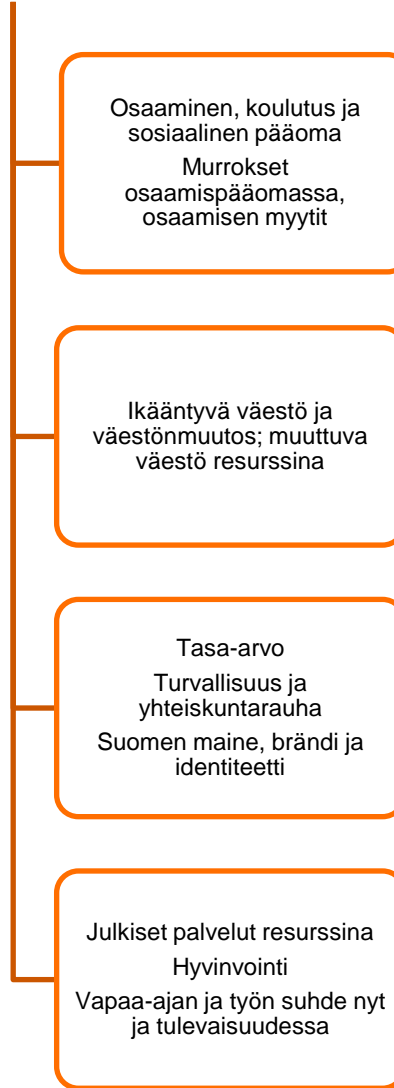 Osaaminen, koulutus ja
sosiaalinen pääoma
Murrokset
osaamispääomassa,
osaamisen myytit
Ikääntyvä väestö ja
väestönmuutos; muuttuva
väestö resurssina
Tasa-arvo
Turvallisuus ja
yhteiskuntarauha
Suomen maine, brändi ja
identiteetti
Julkiset palvelut resurssina
Hyvinvointi
Vapaa-ajan ja työn suhde nyt
ja tulevaisuudessa